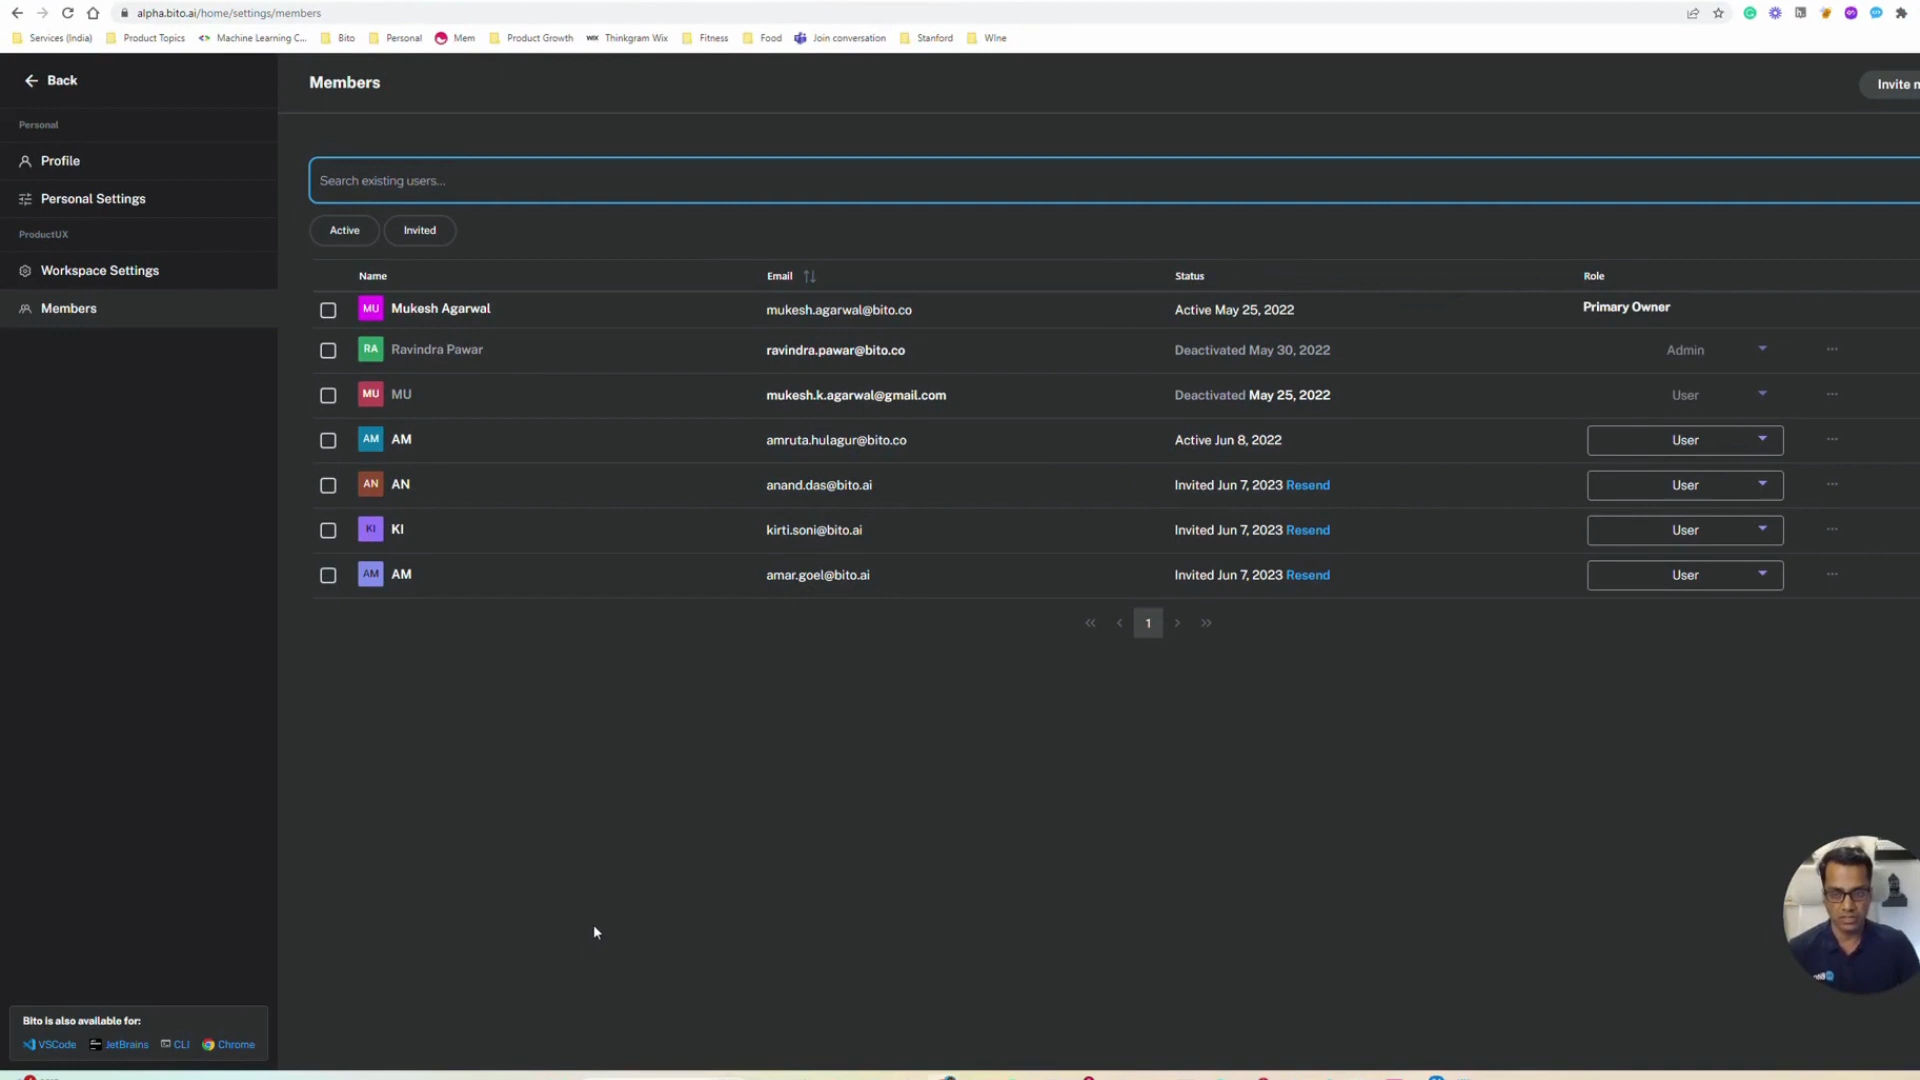 alpha.bito.ai/home/settings/members
Services (India) Product Topics Machine Learning C... Bito Personal Mem Product Growth WIX Thinkgram Wix Fitness Food Join conversation Stanford WIne
Back
Members
Invite
Personal
Profile
Personal Settings
ProductUX
Workspace Settings
Members
Search existing users...
Active Invited
Name Email Status Role
MU Mukesh Agarwal mukesh.agarwal@bito.co Active May 25, 2022 Primary Owner
RA Ravindra Pawar ravindra.pawar@bito.co Deactivated May 30, 2022 Admin
MU MU mukesh.k.agarwal@gmail.com Deactivated May 25, 2022 User
AM AM amruta.hulagur@bito.co Active Jun 8, 2022 User
AN AN anand.das@bito.ai Invited Jun 7, 2023 Resend User
KI KI kirti.soni@bito.ai Invited Jun 7, 2023 Resend User
AM AM amar.goel@bito.ai Invited Jun 7, 2023 Resend User
1
Bito is also available for:
VSCode JetBrains CLI Chrome